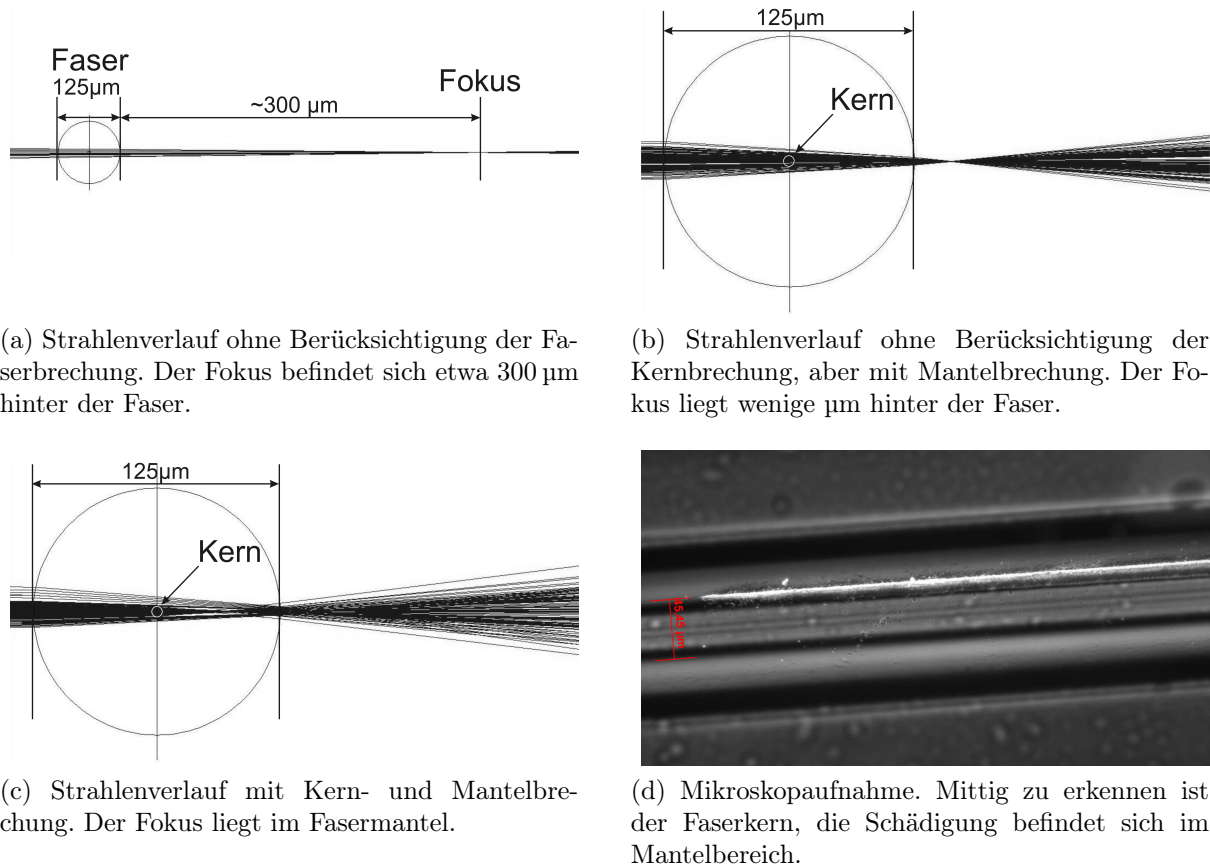 Faser
125µm
~300 µm
Fokus
125µm
Kern
(a) Strahlenverlauf ohne Berücksichtigung der Fa-
serbrechung. Der Fokus befindet sich etwa 300 µm
hinter der Faser.
(b) Strahlenverlauf ohne Berücksichtigung der
Kernbrechung, aber mit Mantelbrechung. Der Fo-
kus liegt wenige µm hinter der Faser.
125µm
Kern
45,45 µm
(c) Strahlenverlauf mit Kern- und Mantelbre-
chung. Der Fokus liegt im Fasermantel.
(d) Mikroskopaufnahme. Mittig zu erkennen ist
der Faserkern, die Schädigung befindet sich im
Mantelbereich.